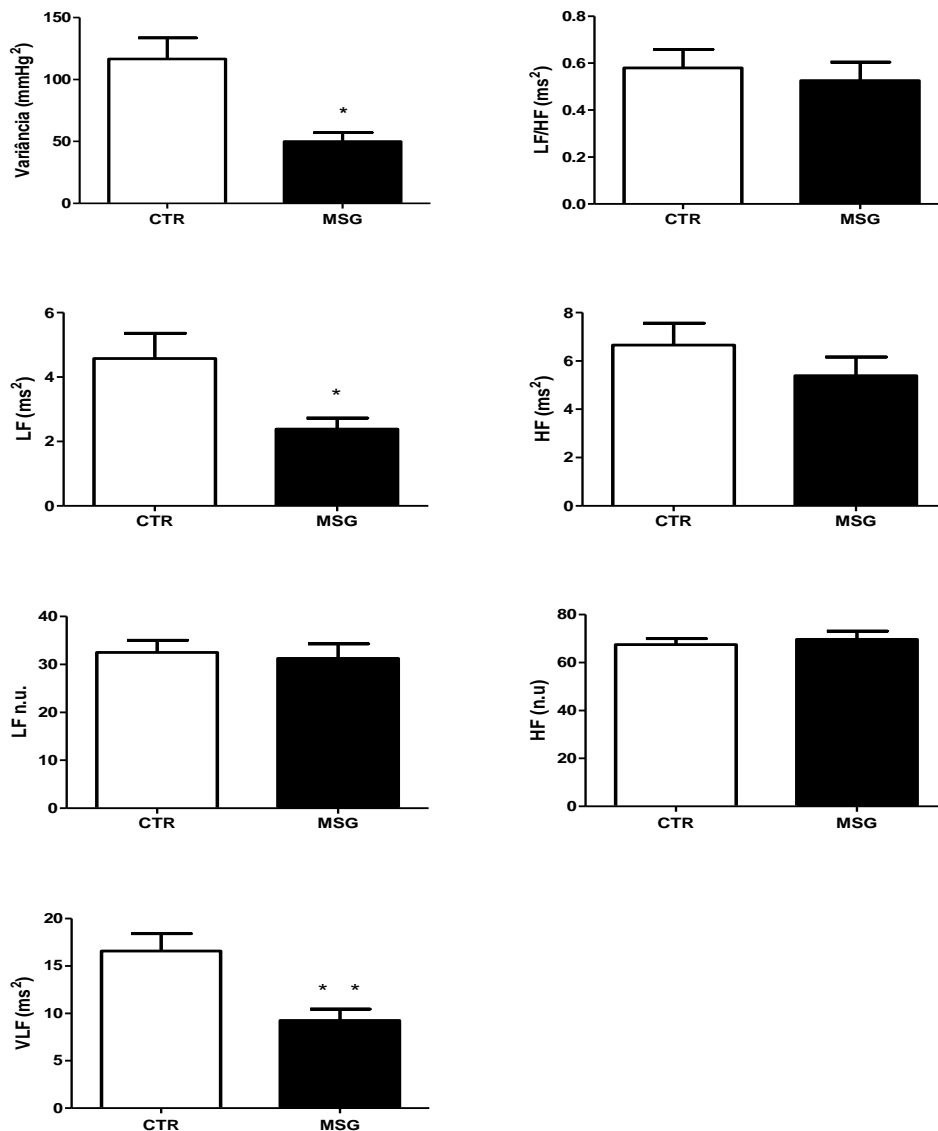 Variância (mmHg²)
150
100
50
0
*
CTR MSG
LF/HF (ms²)
0.8
0.6
0.4
0.2
0.0
CTR MSG
LF (ms²)
6
4
2
0
*
CTR MSG
HF (ms²)
8
6
4
2
0
CTR MSG
LF n.u.
40
30
20
10
0
CTR MSG
HF (n.u)
80
60
40
20
0
CTR MSG
VLF (ms²)
20
15
10
5
0
* *
CTR MSG